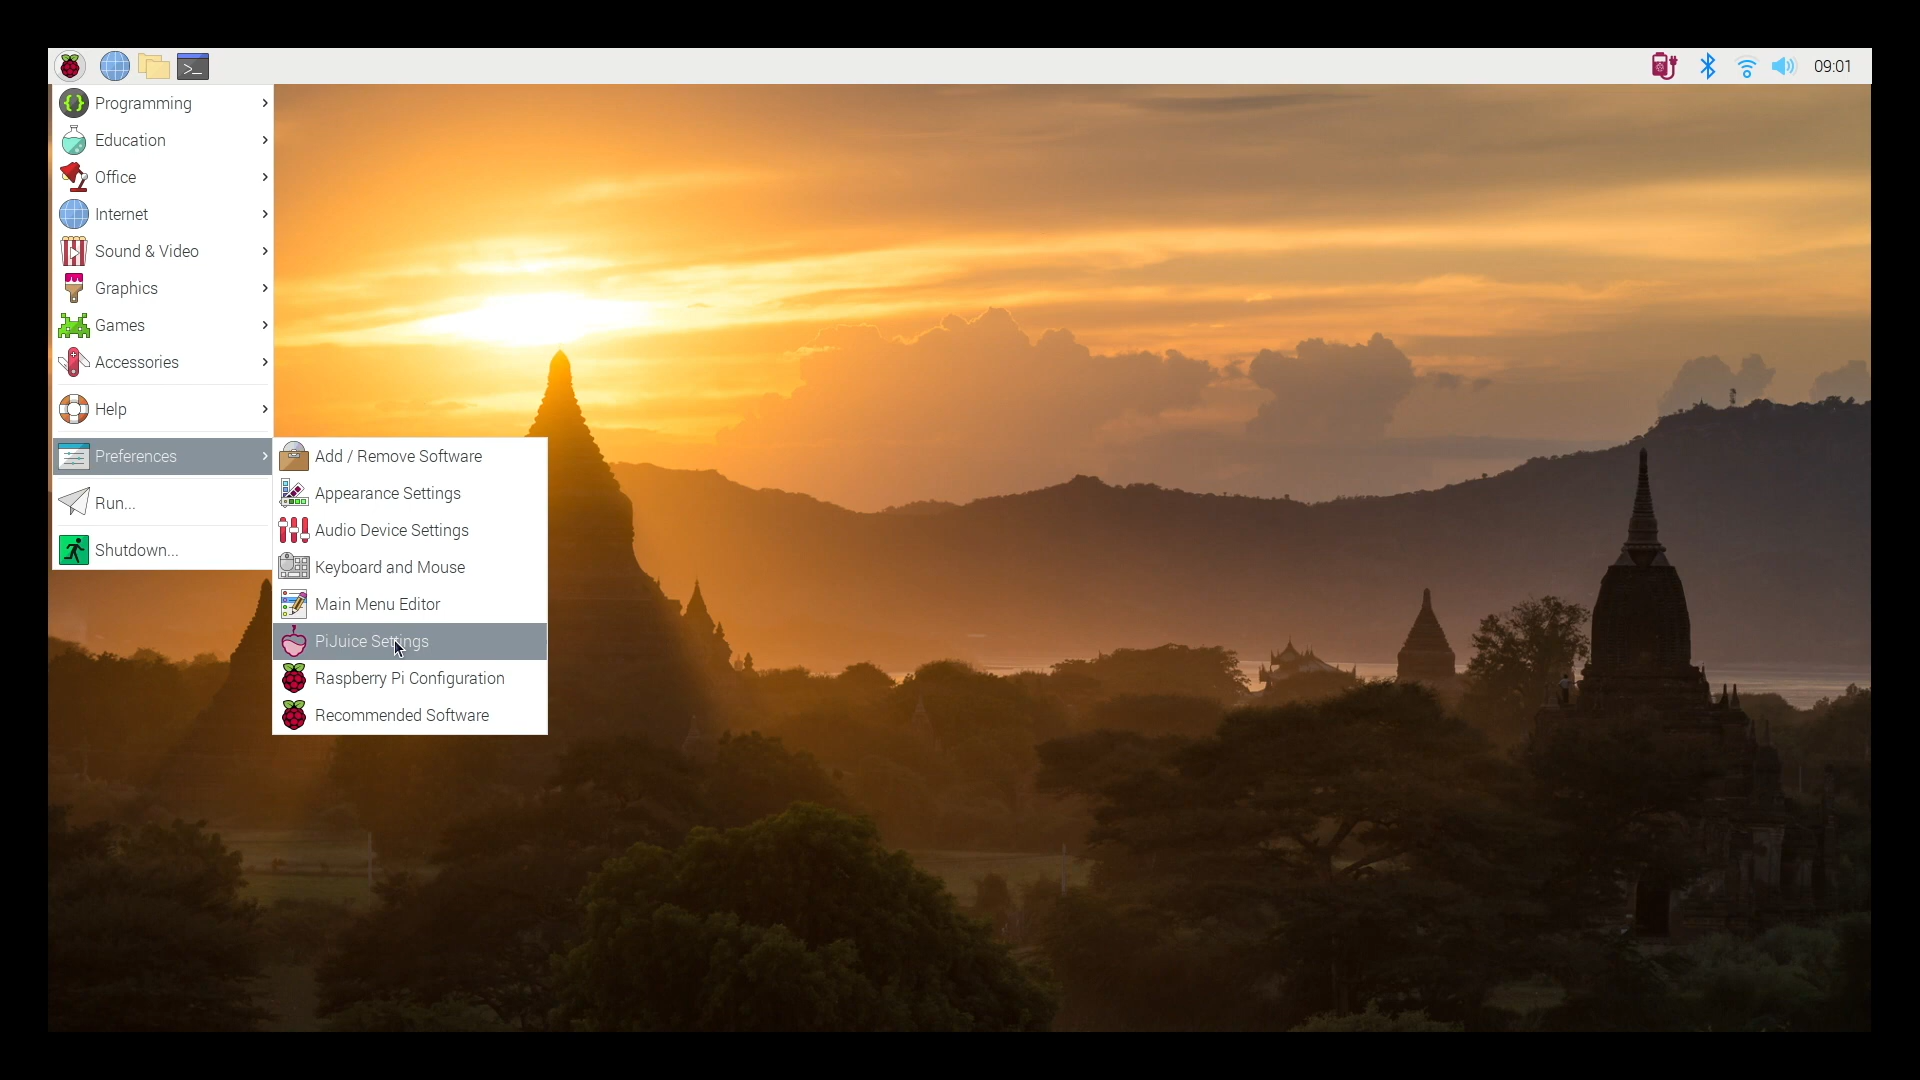 09:01
Programming
Education
Office
Internet
Sound & Video
Graphics
Games
Accessories
Help
Preferences
Run...
Shutdown...
Add / Remove Software
Appearance Settings
Audio Device Settings
Keyboard and Mouse
Main Menu Editor
PiJuice Settings
Raspberry Pi Configuration
Recommended Software